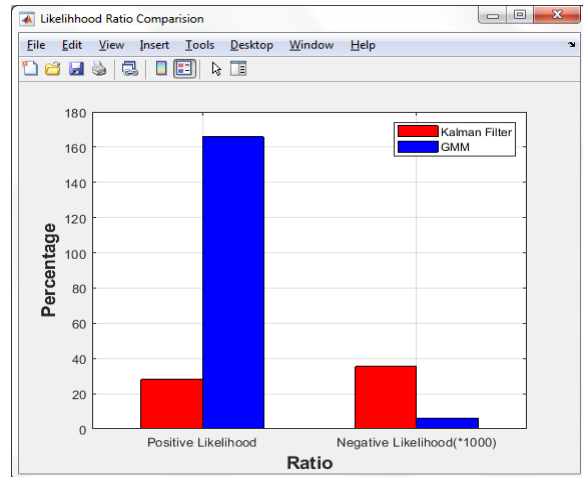 Likelihhood Ratio Comparision
File Edit View Insert Tools Desktop Window Help
180
160
140
120
100
80
60
40
20
0
Percentage
Kalman Filter
GMM
Positive Likelihood
Negative Likelihood(*1000)
Ratio